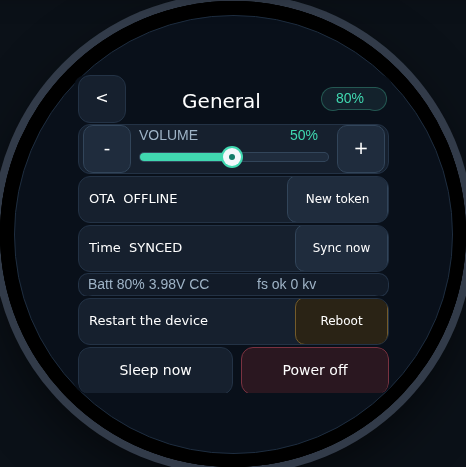 < General 80%
VOLUME 50%
- +
OTA OFFLINE New token
Time SYNCED Sync now
Batt 80% 3.98V CC fs ok 0 kv
Restart the device Reboot
Sleep now Power off